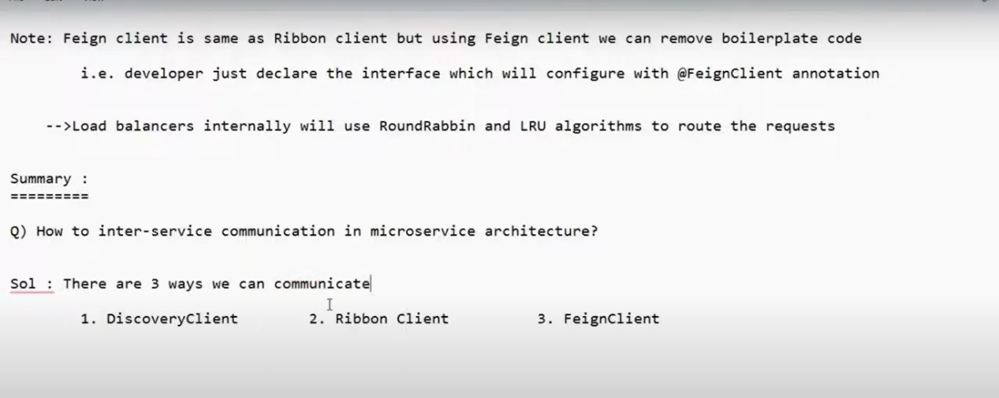 Note: Feign client is same as Ribbon client but using Feign client we can remove boilerplate code
i.e. developer just declare the interface which will configure with @FeignClient annotation
-->Load balancers internally will use RoundRabbin and LRU algorithms to route the requests
Summary :
=========
Q) How to inter-service communication in microservice architecture?
Sol : There are 3 ways we can communicate
1. DiscoveryClient 2. Ribbon Client 3. FeignClient